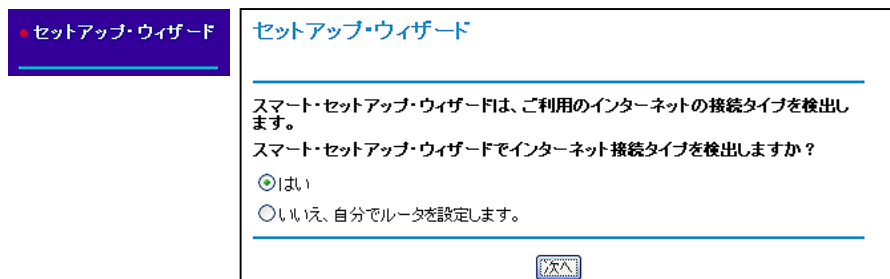 セットアップ・ウィザード
セットアップ・ウィザード
スマート・セットアップ・ウィザードは、ご利用のインターネットの接続タイプを検出し
ます。
スマート・セットアップ・ウィザードでインターネット接続タイプを検出しますか？
はい
いいえ、自分でルータを設定します。
次へ